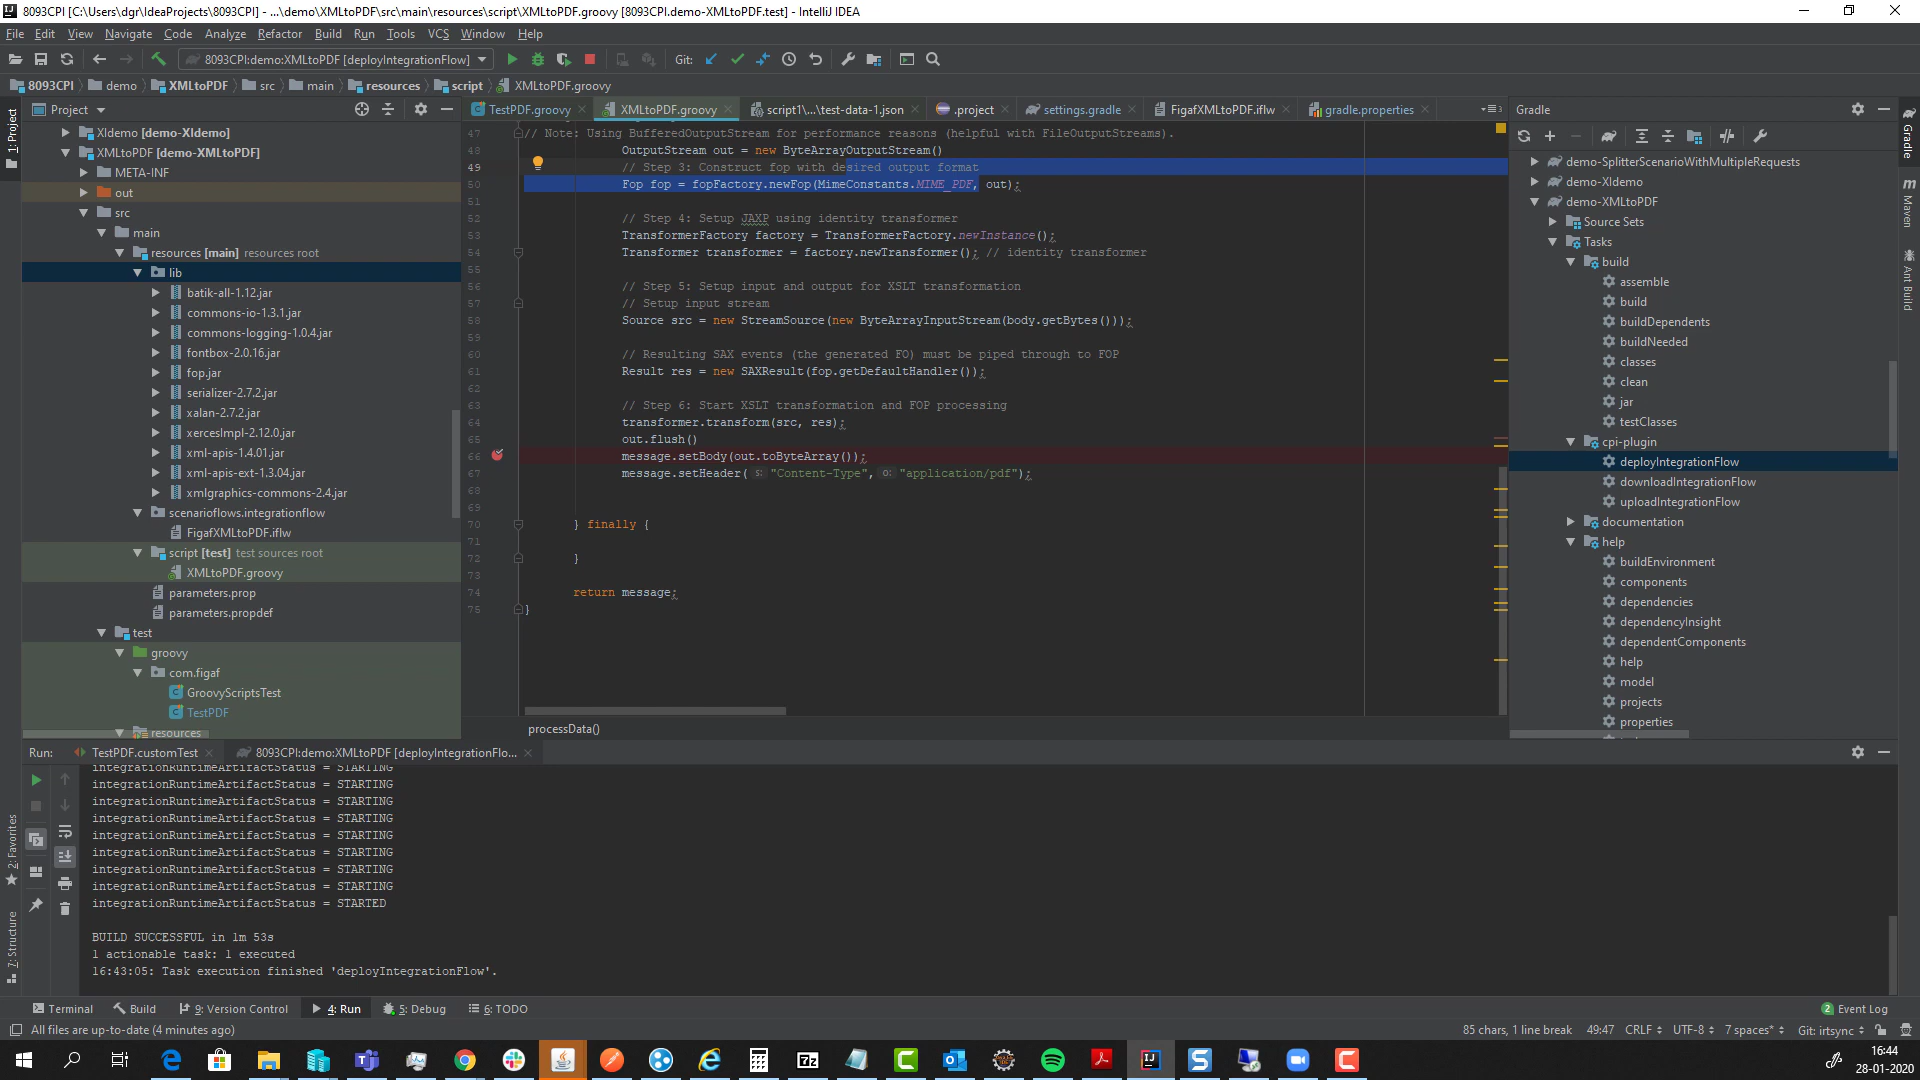 8093CPI [C:\Users\dgr\IdeaProjects\8093CPI] - ...\demo\XMLtoPDF\src\main\resources\script\XMLtoPDF.groovy [8093CPI.demo-XMLtoPDF.test] - IntelliJ IDEA
File Edit View Navigate Code Analyze Refactor Build Run Tools VCS Window Help
8093CPI:demo:XMLtoPDF [deployIntegrationFlow] Git:
8093CPI demo XMLtoPDF src main resources script XMLtoPDF.groovy
1: Project
Project
TestPDF.groovy XMLtoPDF.groovy script1\...\test-data-1.json .project settings.gradle FigafXMLtoPDF.iflw gradle.properties
XIdemo [demo-XIdemo]
XMLtoPDF [demo-XMLtoPDF]
META-INF
out
src
main
resources [main] resources root
lib
batik-all-1.12.jar
commons-io-1.3.1.jar
commons-logging-1.0.4.jar
fontbox-2.0.16.jar
fop.jar
serializer-2.7.2.jar
xalan-2.7.2.jar
xercesImpl-2.12.0.jar
xml-apis-1.4.01.jar
xml-apis-ext-1.3.04.jar
xmlgraphics-commons-2.4.jar
scenarioflows.integrationflow
FigafXMLtoPDF.iflw
script [test] test sources root
XMLtoPDF.groovy
parameters.prop
parameters.propdef
test
groovy
com.figaf
GroovyScriptsTest
TestPDF
resources
47 // Note: Using BufferedOutputStream for performance reasons (helpful with FileOutputStreams).
48 OutputStream out = new ByteArrayOutputStream()
49 // Step 3: Construct fop with desired output format
50 Fop fop = fopFactory.newFop(MimeConstants.MIME_PDF, out);
51
52 // Step 4: Setup JAXP using identity transformer
53 TransformerFactory factory = TransformerFactory.newInstance();
54 Transformer transformer = factory.newTransformer(); // identity transformer
55
56 // Step 5: Setup input and output for XSLT transformation
57 // Setup input stream
58 Source src = new StreamSource(new ByteArrayInputStream(body.getBytes()));
59
60 // Resulting SAX events (the generated FO) must be piped through to FOP
61 Result res = new SAXResult(fop.getDefaultHandler());
62
63 // Step 6: Start XSLT transformation and FOP processing
64 transformer.transform(src, res);
65 out.flush()
66 message.setBody(out.toByteArray());
67 message.setHeader( s: "Content-Type", o: "application/pdf");
68
69
70 } finally {
71
72 }
73
74 return message;
75 }
processData()
Gradle
demo-SplitterScenarioWithMultipleRequests
demo-XIdemo
demo-XMLtoPDF
Source Sets
Tasks
build
assemble
build
buildDependents
buildNeeded
classes
clean
jar
testClasses
cpi-plugin
deployIntegrationFlow
downloadIntegrationFlow
uploadIntegrationFlow
documentation
help
buildEnvironment
components
dependencies
dependencyInsight
dependentComponents
help
model
projects
properties
Gradle
Maven
Ant Build
Run: TestPDF.customTest 8093CPI:demo:XMLtoPDF [deployIntegrationFlo...
integrationRuntimeArtifactStatus = STARTING
integrationRuntimeArtifactStatus = STARTING
integrationRuntimeArtifactStatus = STARTING
integrationRuntimeArtifactStatus = STARTING
integrationRuntimeArtifactStatus = STARTING
integrationRuntimeArtifactStatus = STARTING
integrationRuntimeArtifactStatus = STARTING
integrationRuntimeArtifactStatus = STARTING
integrationRuntimeArtifactStatus = STARTED
BUILD SUCCESSFUL in 1m 53s
1 actionable task: 1 executed
16:43:05: Task execution finished 'deployIntegrationFlow'.
2: Favorites
7: Structure
Terminal Build 9: Version Control 4: Run 5: Debug 6: TODO 2 Event Log
All files are up-to-date (4 minutes ago) 85 chars, 1 line break 49:47 CRLF UTF-8 7 spaces* Git: irtsync
16:44
28-01-2020